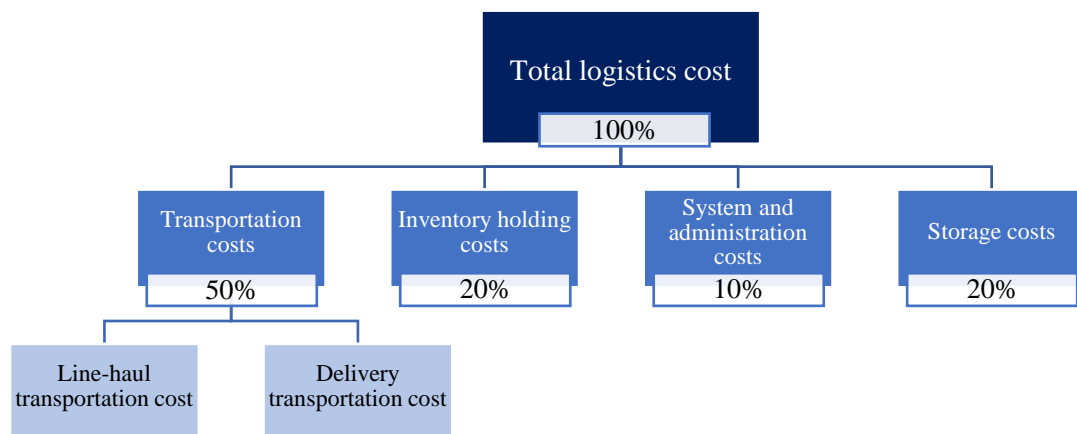 Total logistics cost
100%
Transportation
costs
50%
Inventory holding
costs
20%
System and
administration
costs
10%
Storage costs
20%
Line-haul
transportation cost
Delivery
transportation cost